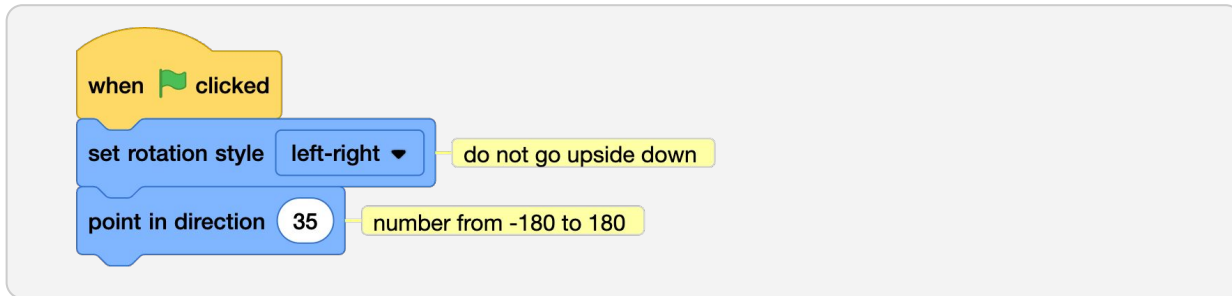 when clicked
set rotation style left-right do not go upside down
point in direction 35 number from -180 to 180